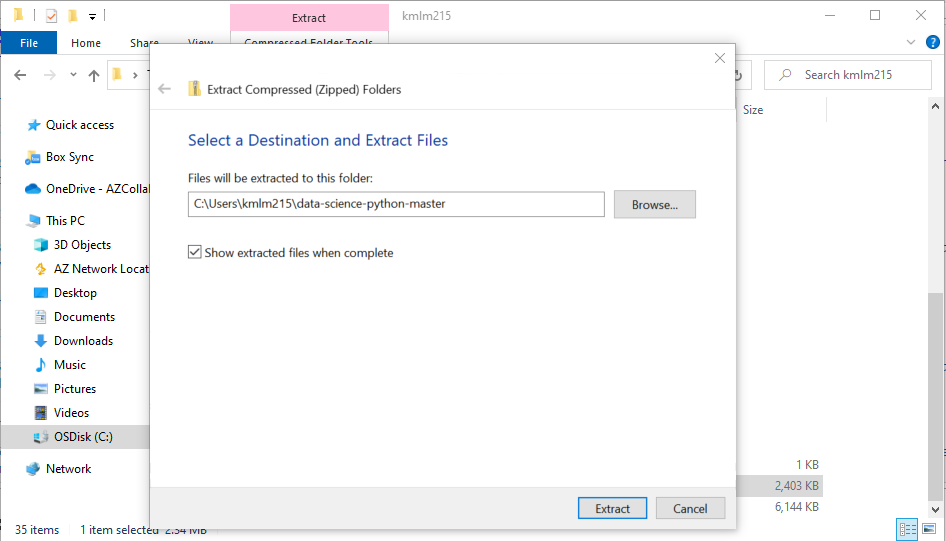 Extract
kmlm215
File
Home
Share
View
Compressed Folder Tools
Search kmlm215
Extract Compressed (Zipped) Folders
Size
Quick access
Select a Destination and Extract Files
Box Sync
Files will be extracted to this folder:
OneDrive - AZCollab
C:\Users\kmlm215\data-science-python-master
Browse...
This PC
3D Objects
Show extracted files when complete
AZ Network Locat
Desktop
Documents
Downloads
Music
Pictures
Videos
OSDisk (C:)
Network
1 KB
2,403 KB
6,144 KB
Extract
Cancel
35 items
1 item selected 2.34 MB